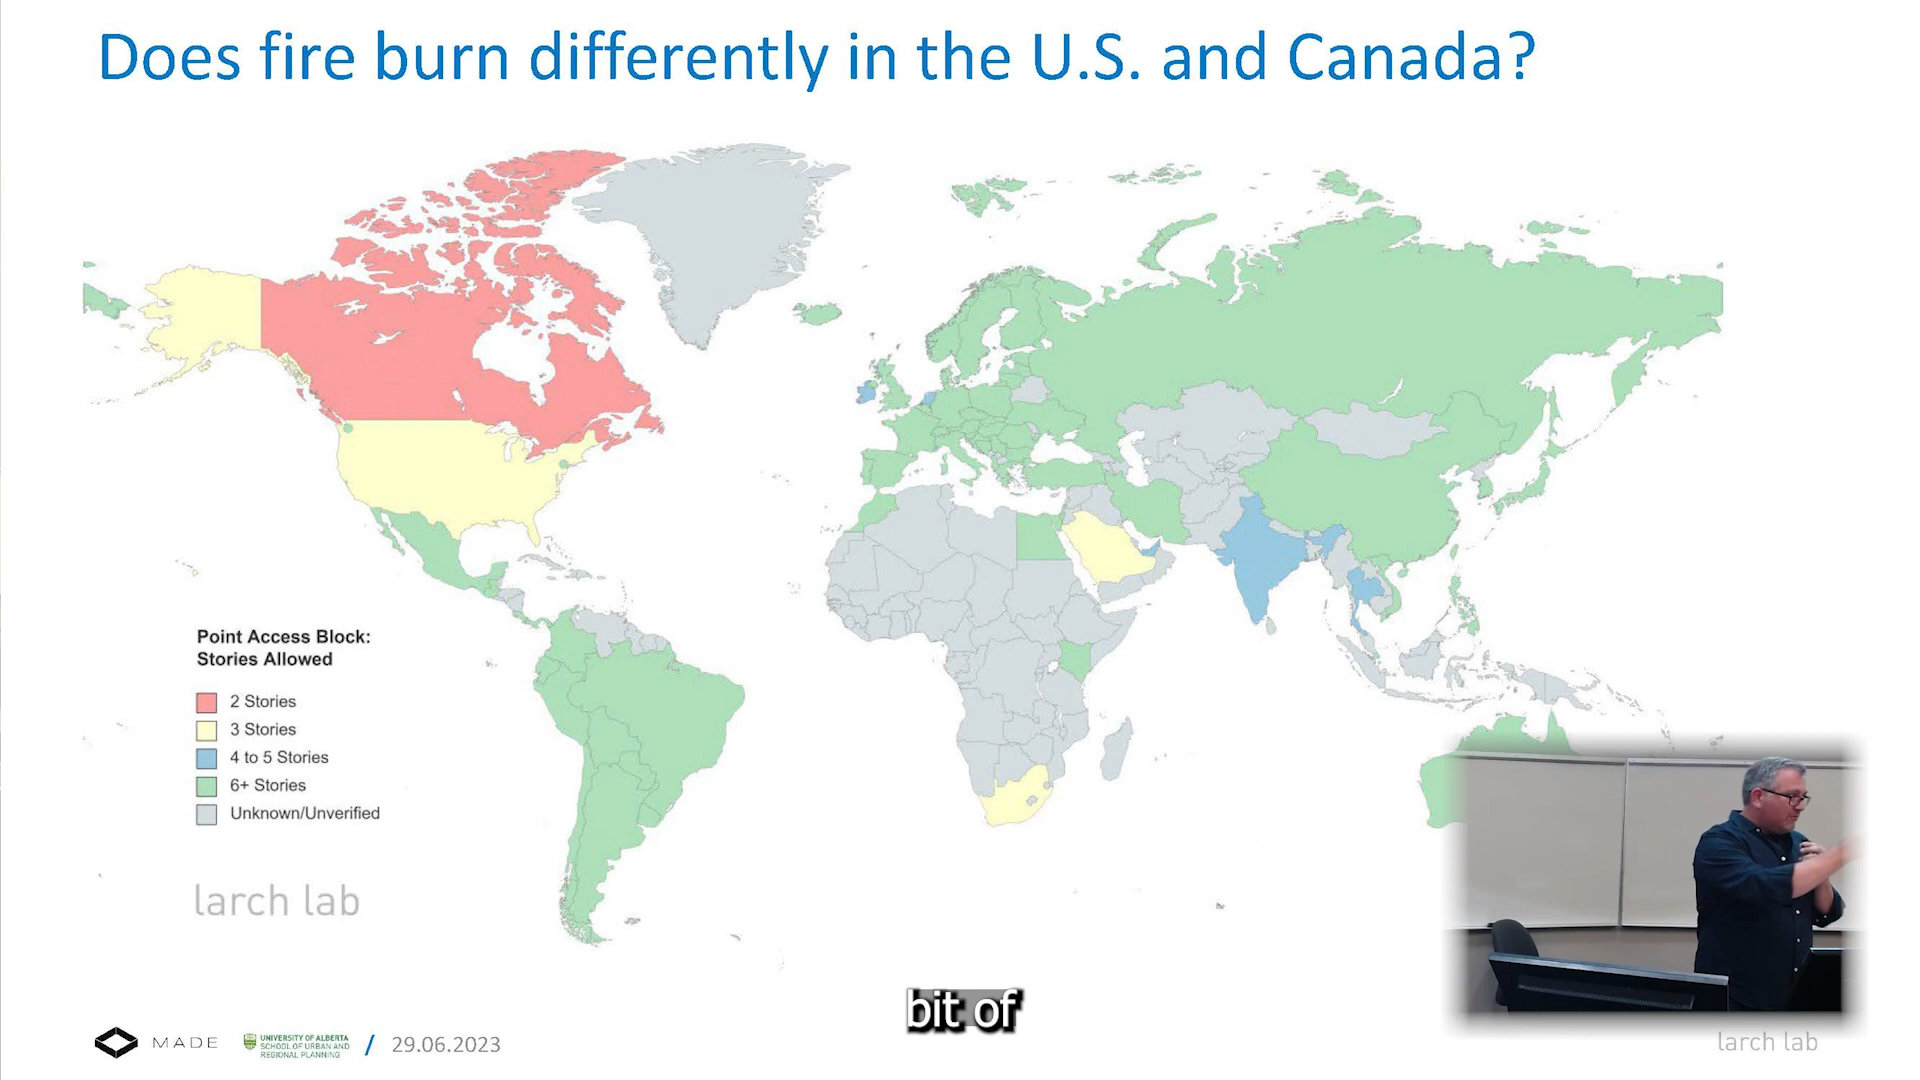 Does fire burn differently in the U.S. and Canada?
Point Access Block:
Stories Allowed
2 Stories
3 Stories
4 to 5 Stories
6+ Stories
Unknown/Unverified
larch lab
bit of
MADE
UNIVERSITY OF ALBERTA
SCHOOL OF URBAN AND
REGIONAL PLANNING
/ 29.06.2023
larch lab